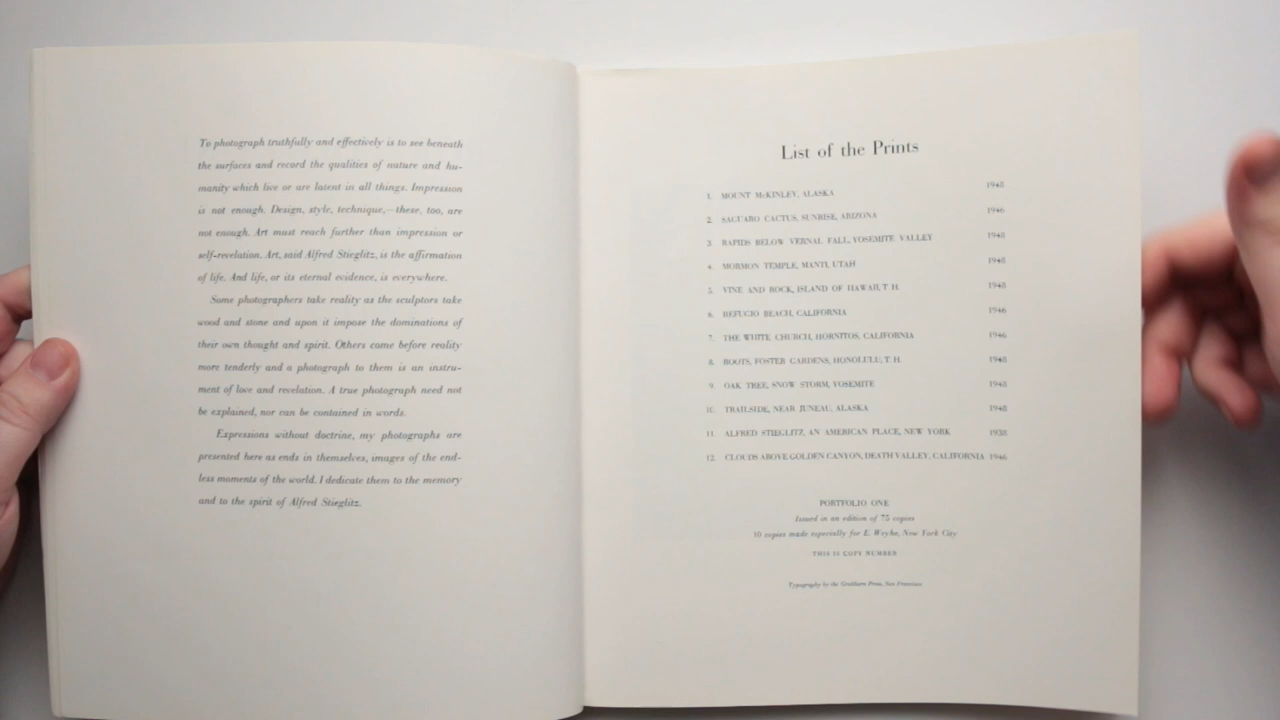 To photograph truthfully and effectively is to see beneath
the surfaces and record the qualities of nature and hu-
manity which live or are latent in all things. Impression
is not enough. Design, style, technique,—these, too, are
not enough. Art must reach further than impression or
self-revelation. Art, said Alfred Stieglitz, is the affirmation
of life. And life, or its eternal evidence, is everywhere.
Some photographers take reality as the sculptors take
wood and stone and upon it impose the dominations of
their own thought and spirit. Others come before reality
more tenderly and a photograph to them is an instru-
ment of love and revelation. A true photograph need not
be explained, nor can be contained in words.
Expressions without doctrine, my photographs are
presented here as ends in themselves, images of the end-
less moments of the world. I dedicate them to the memory
and to the spirit of Alfred Stieglitz.
List of the Prints
1. MOUNT McKINLEY, ALASKA 1948
2. SAGUARO CACTUS, SUNRISE, ARIZONA 1946
3. RAPIDS BELOW VERNAL FALL, YOSEMITE VALLEY 1948
4. MORMON TEMPLE, MANTI, UTAH 1948
5. VINE AND ROCK, ISLAND OF HAWAII, T. H. 1948
6. REFUGIO BEACH, CALIFORNIA 1946
7. THE WHITE CHURCH, HORNITOS, CALIFORNIA 1946
8. ROOTS, FOSTER GARDENS, HONOLULU, T. H. 1948
9. OAK TREE, SNOW STORM, YOSEMITE 1948
10. TRAILSIDE, NEAR JUNEAU, ALASKA 1948
11. ALFRED STIEGLITZ, AN AMERICAN PLACE, NEW YORK 1938
12. CLOUDS ABOVE GOLDEN CANYON, DEATH VALLEY, CALIFORNIA 1946
PORTFOLIO ONE
Issued in an edition of 75 copies
10 copies made especially for E. Weyhe, New York City
THIS IS COPY NUMBER
Typography by the Grabhorn Press, San Francisco